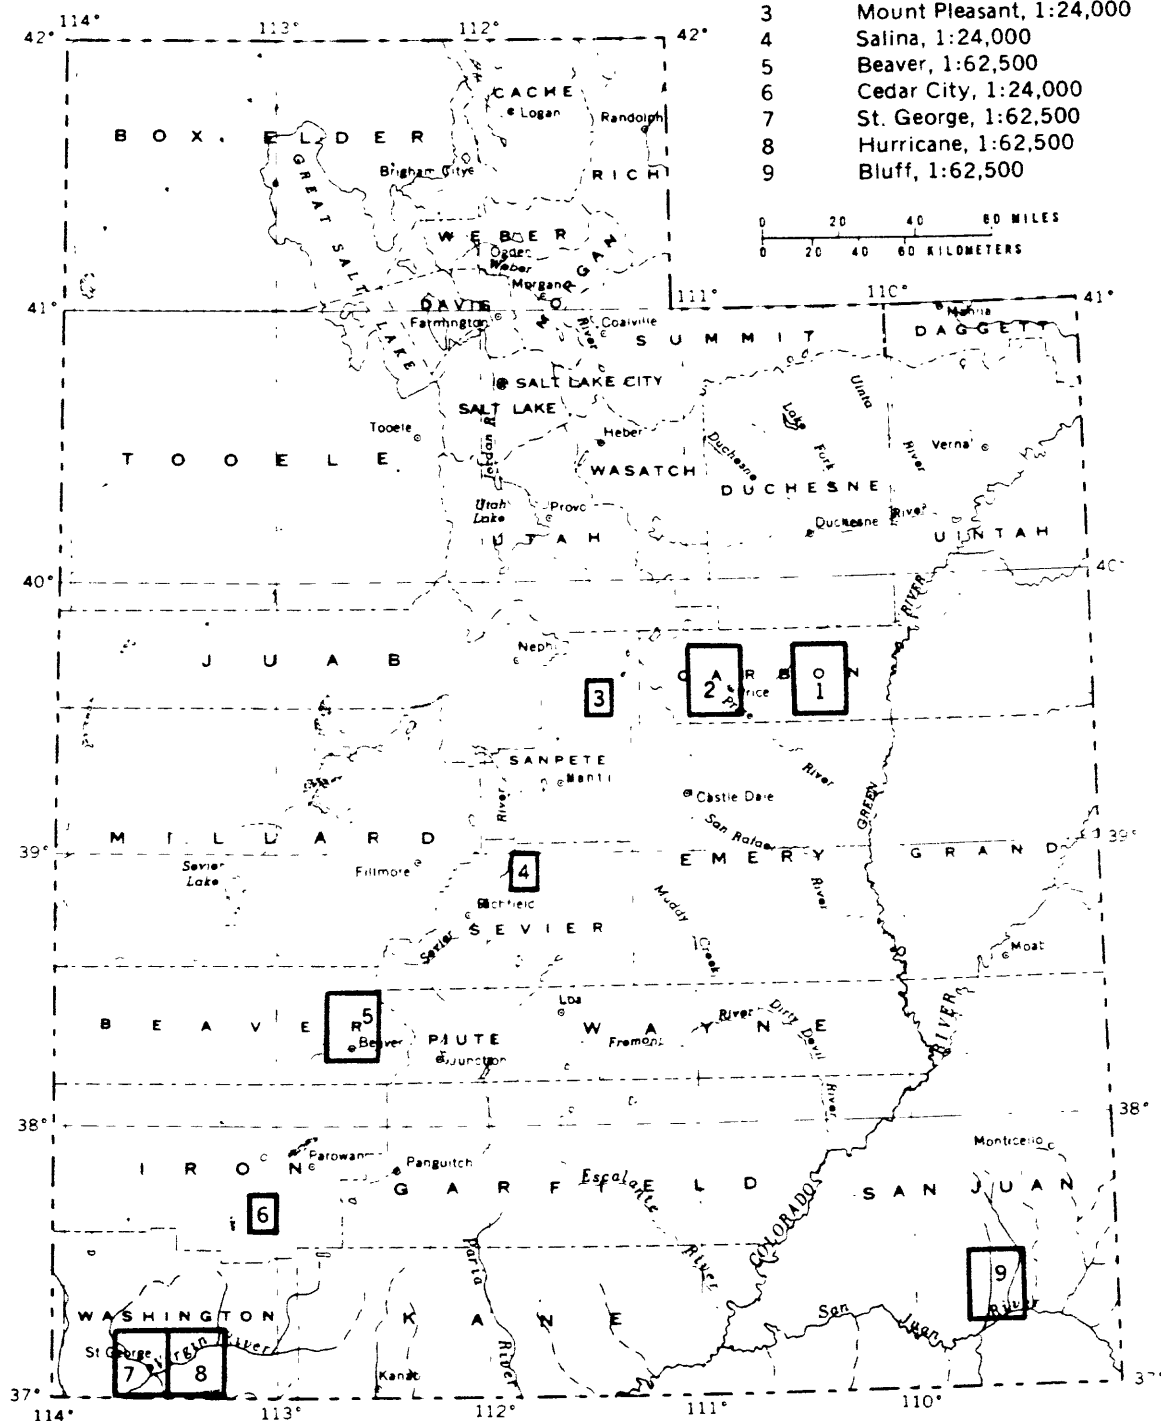 3 Mount Pleasant, 1:24,000
4 Salina, 1:24,000
5 Beaver, 1:62,500
6 Cedar City, 1:24,000
7 St. George, 1:62,500
8 Hurricane, 1:62,500
9 Bluff, 1:62,500
0 20 40 60 MILES
0 20 40 60 KILOMETERS
114° 113° 112°
42° 42°
CACHE
Logan
Randolph
BOX ELDER
Brigham City
RICH
GREAT SALT LAKE
WEBER
Ogden
Weber
Morgan
MORGAN
River
41° 111° 110° 41°
DAVIS
Farmington
Coalville
SUMMIT
Manila
DAGGETT
SALT LAKE CITY
SALT LAKE
Uinta
River
Lake
Fork
Tooele
Jordan R
Heber
Duchesne
Vernal
TOOELE
WASATCH
DUCHESNE
Utah
Lake
Provo
Duchesne
River
UTAH
UINTAH
40° 40°
RIVER
JUAB
Nephi
CARBON
3
2
1
Price
Price
River
SANPETE
Manti
River
Castle Dale
GREEN
San Rafael
River
MILLARD
39° 39°
EMERY
GRAND
Sevier
Lake
Fillmore
4
Richfield
Muddy
Creek
Sevier
SEVIER
Moab
BEAVER
5
Beaver
PIUTE
Junction
Loa
WAYNE
Fremont
River
Dirty Devil
River
RIVER
38° 38°
Monticello
IRON
Parowan
Panguitch
GARFIELD
Escalante
River
SAN JUAN
6
COLORADO
Paria
River
9
WASHINGTON
KANE
San Juan River
St George
Virgin River
7
8
Kanab
37° 37°
114° 113° 112° 111° 110°